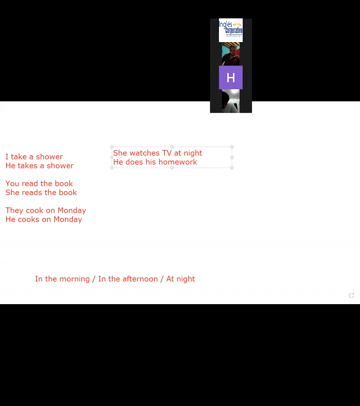 Inglés
Corporativo
H
I take a shower
He takes a shower
You read the book
She reads the book
They cook on Monday
He cooks on Monday
She watches TV at night
He does his homework
In the morning / In the afternoon / At night